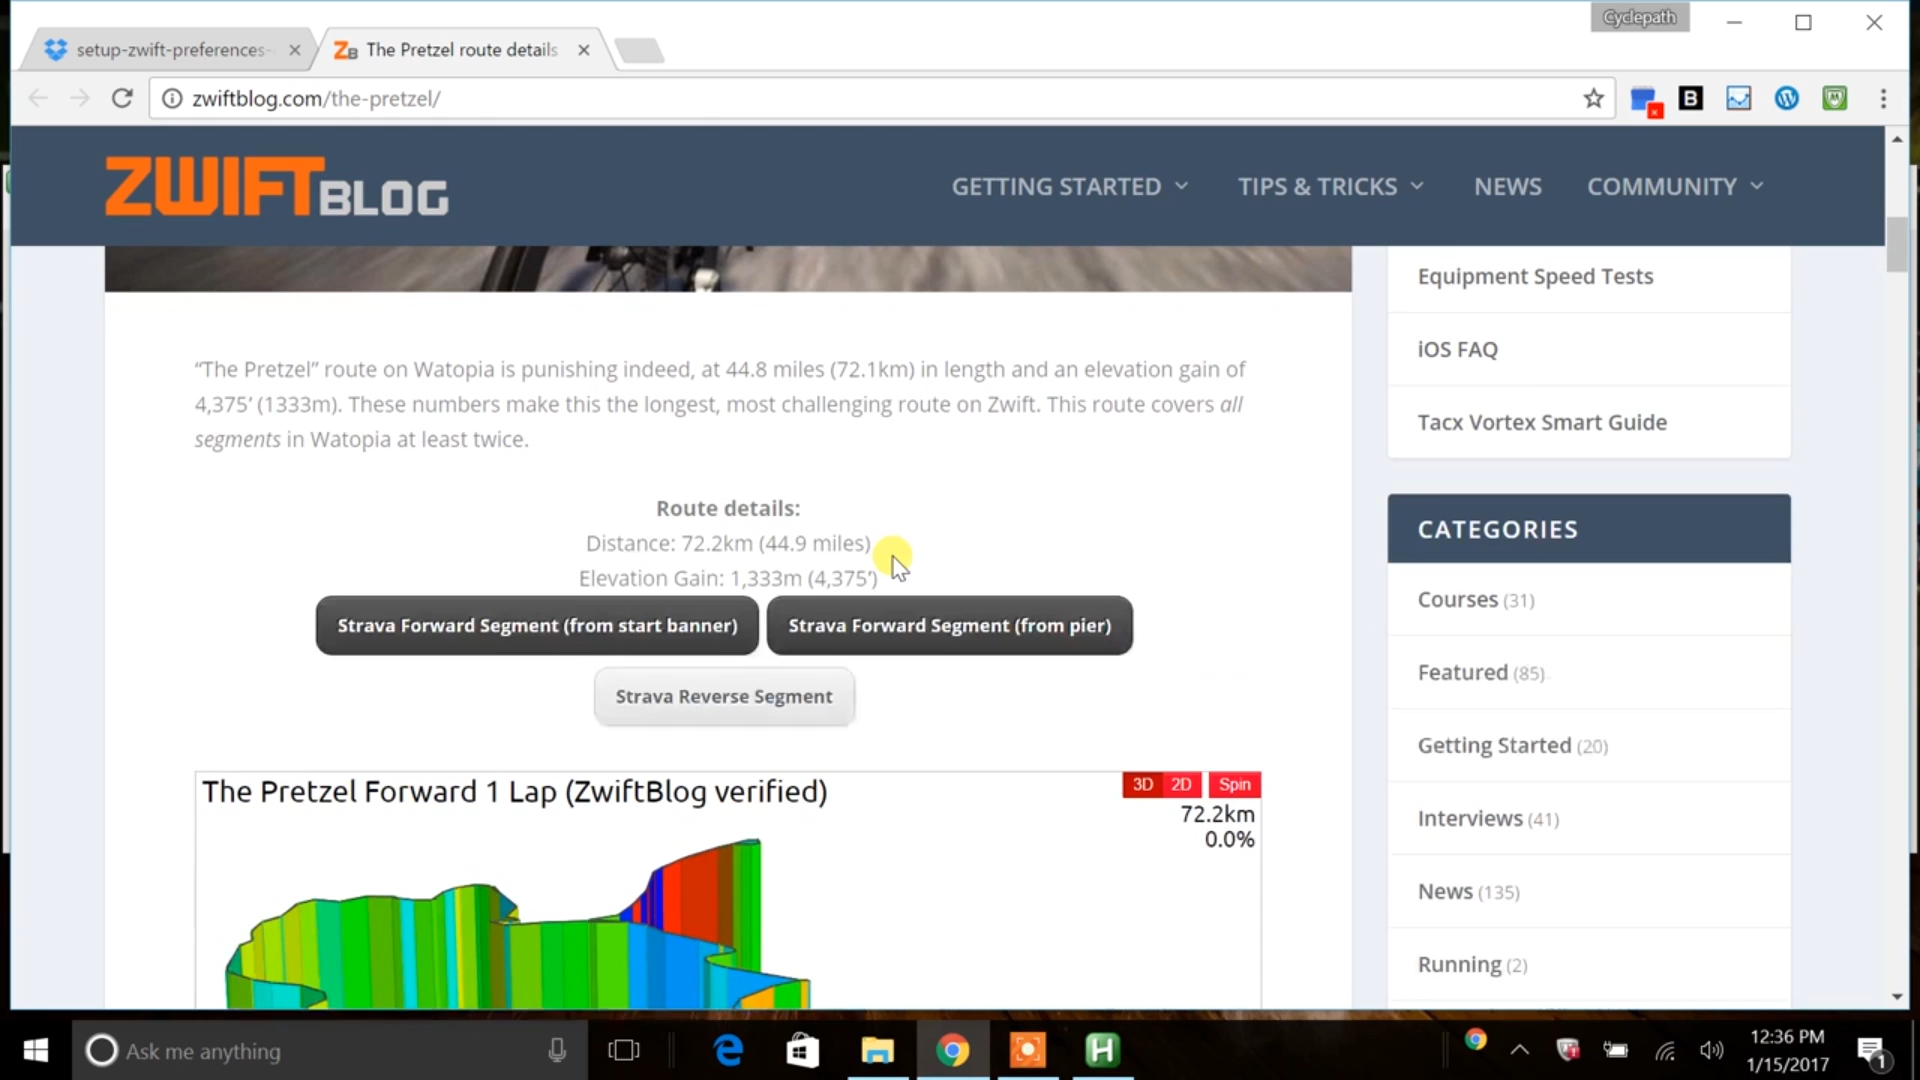 Cyclepath
setup-zwift-preferences-
ZB The Pretzel route details
zwiftblog.com/the-pretzel/
ZWIFTBLOG
GETTING STARTED
TIPS & TRICKS
NEWS
COMMUNITY
Equipment Speed Tests
iOS FAQ
Tacx Vortex Smart Guide
“The Pretzel” route on Watopia is punishing indeed, at 44.8 miles (72.1km) in length and an elevation gain of
4,375’ (1333m). These numbers make this the longest, most challenging route on Zwift. This route covers all
segments in Watopia at least twice.
Route details:
Distance: 72.2km (44.9 miles)
Elevation Gain: 1,333m (4,375’)
Strava Forward Segment (from start banner)
Strava Forward Segment (from pier)
Strava Reverse Segment
The Pretzel Forward 1 Lap (ZwiftBlog verified)
3D 2D Spin
72.2km
0.0%
CATEGORIES
Courses (31)
Featured (85)
Getting Started (20)
Interviews (41)
News (135)
Running (2)
Ask me anything
12:36 PM
1/15/2017
1